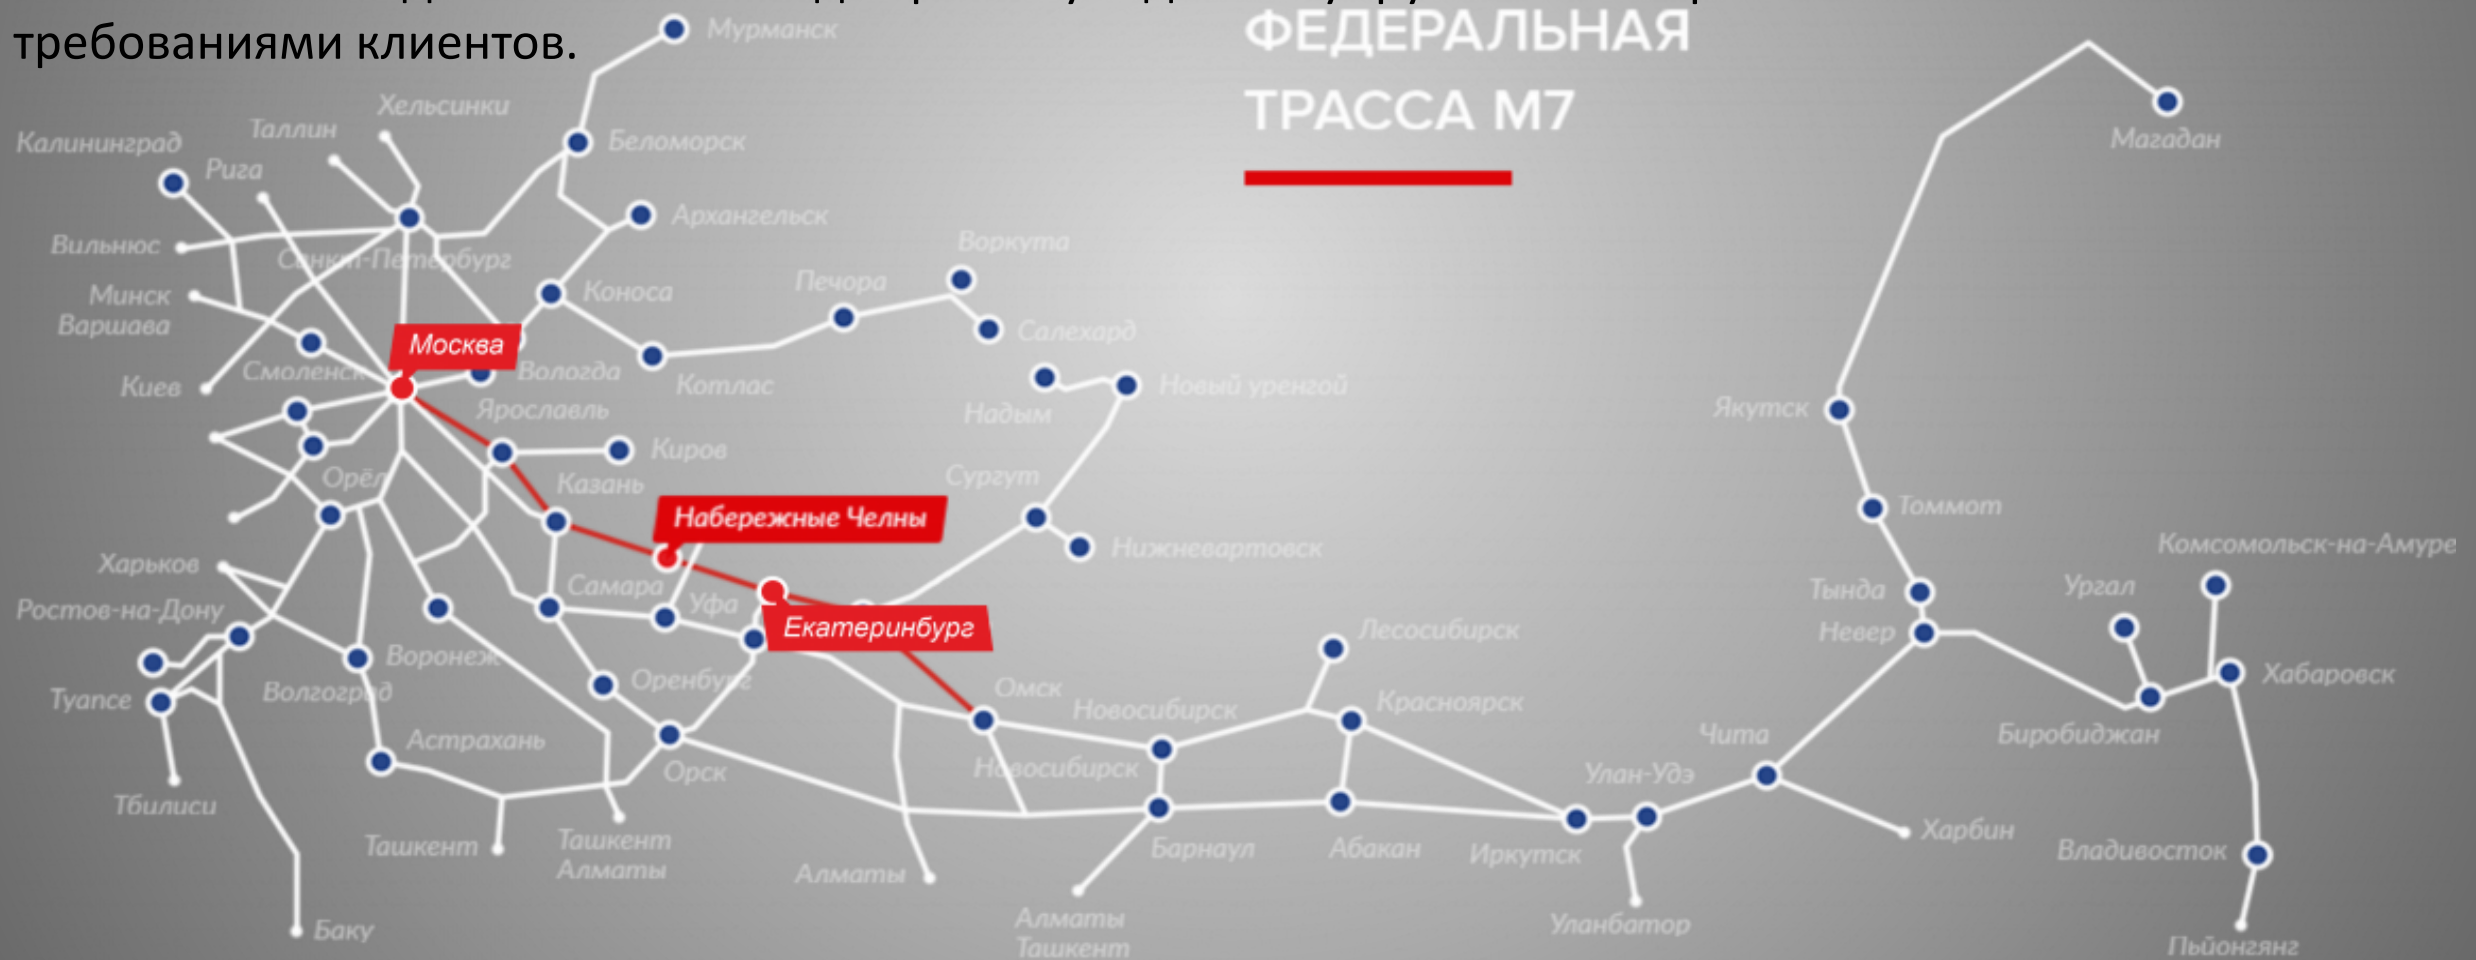 требованиями клиентов.
ФЕДЕРАЛЬНАЯ
ТРАССА М7
Мурманск
Хельсинки
Таллин
Калининград
Рига
Беломорск
Магадан
Архангельск
Вильнюс
Санкт-Петербург
Воркута
Печора
Минск
Варшава
Коноса
Салехард
Москва
Смоленск
Вологда
Киев
Котлас
Надым
Новый уренгой
Ярославль
Якутск
Киров
Орёл
Казань
Сургут
Набережные Челны
Томмот
Нижневартовск
Комсомольск-на-Амуре
Харьков
Самара
Уфа
Тында
Ургал
Ростов-на-Дону
Екатеринбург
Лесосибирск
Невер
Воронеж
Волгоград
Оренбург
Туапсе
Омск
Новосибирск
Красноярск
Хабаровск
Астрахань
Чита
Биробиджан
Орск
Новосибирск
Улан-Удэ
Тбилиси
Ташкент
Ташкент
Алматы
Алматы
Барнаул
Абакан
Иркутск
Харбин
Владивосток
Баку
Алматы
Ташкент
Уланбатор
Пьйонгянг